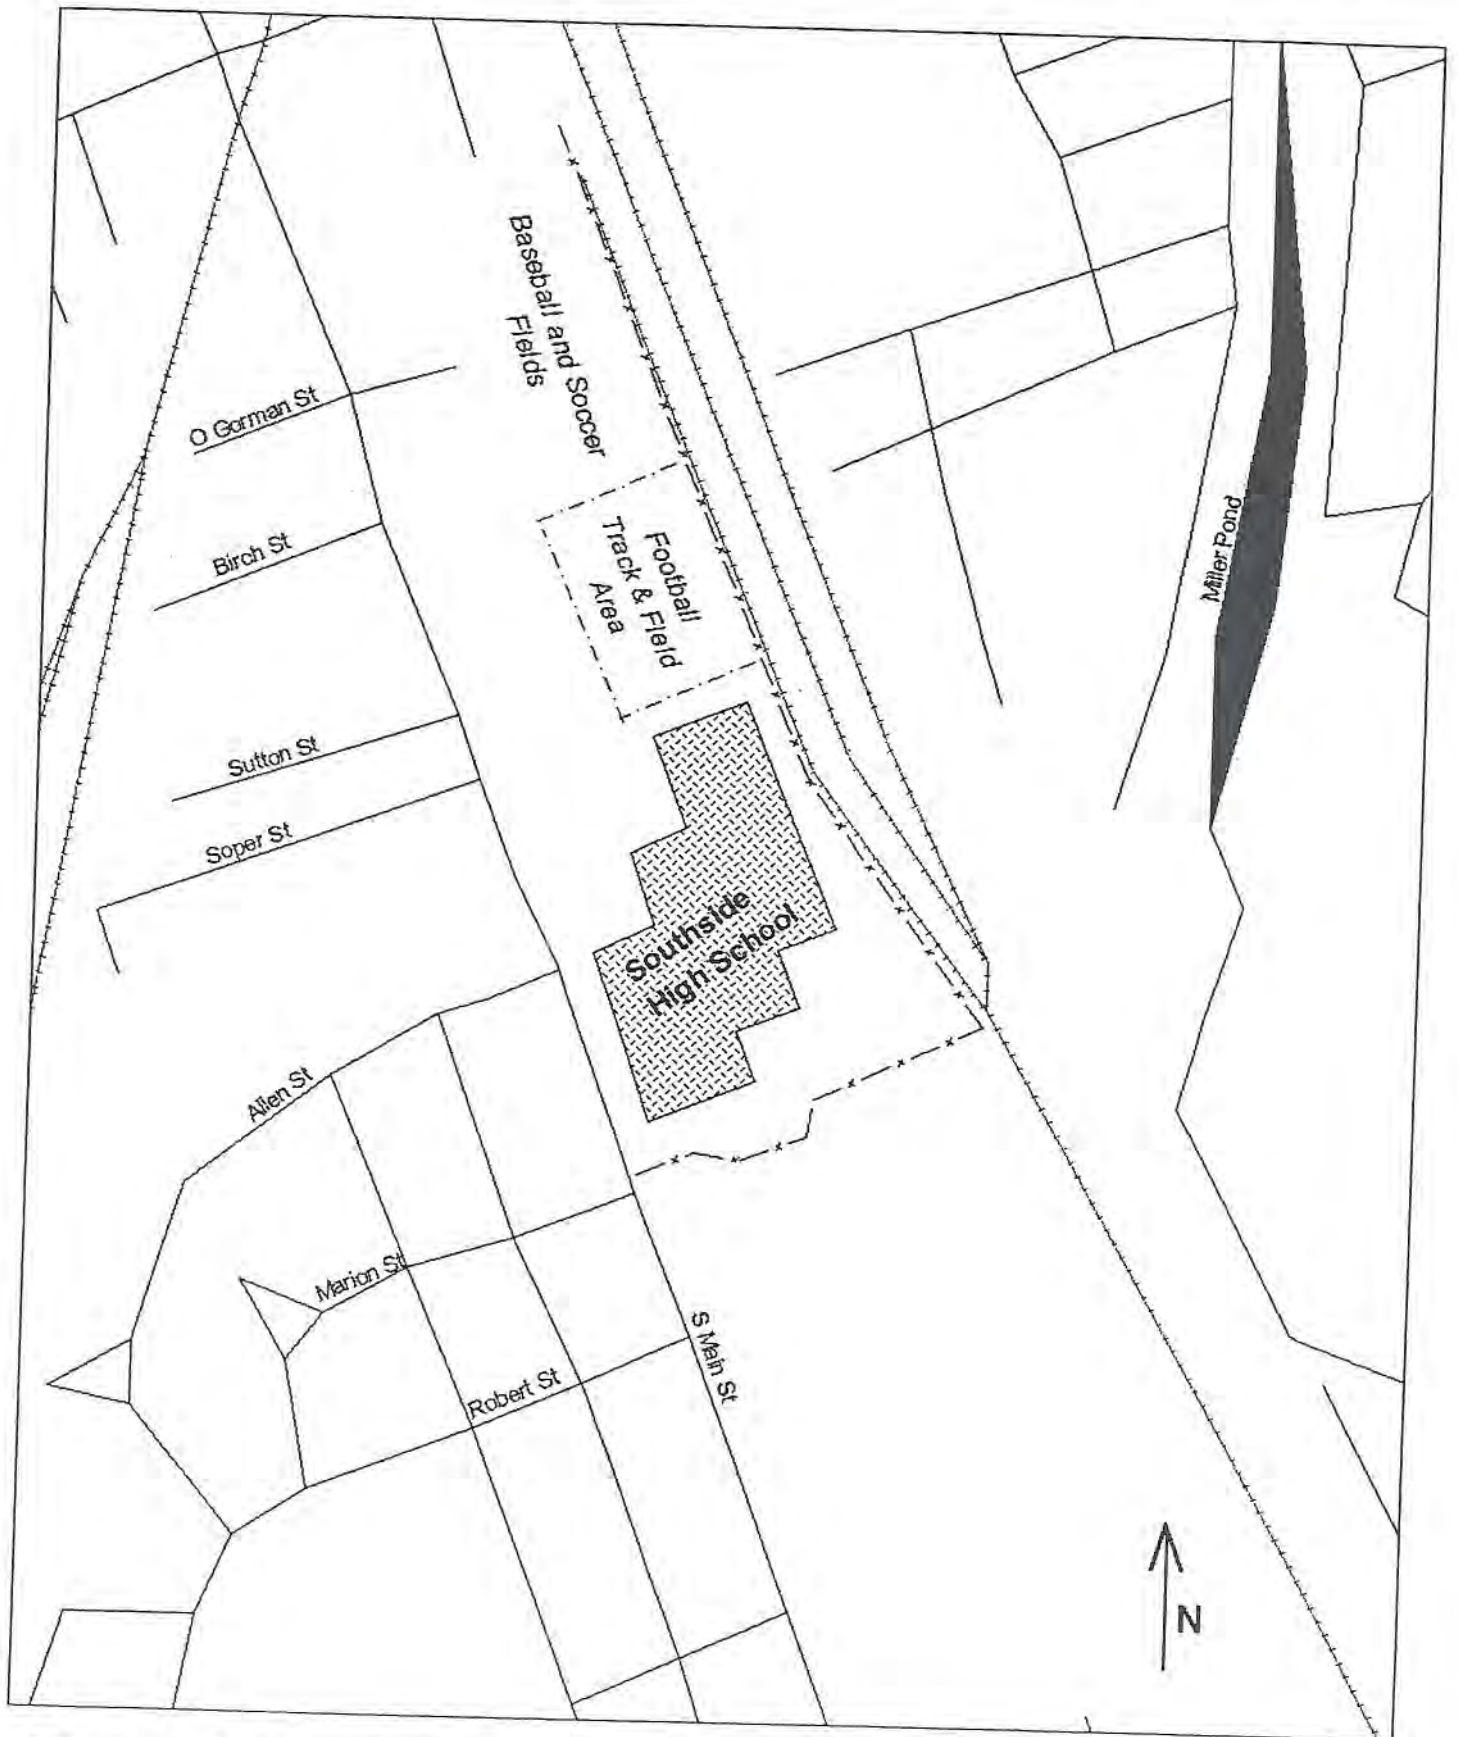 Baseball and Soccer
Fields
O Gorman St
Birch St
Football
Track & Field
Area
Miller Pond
Sutton St
Soper St
Southside
High School
Allen St
Marion St
S Main St
Robert St
N